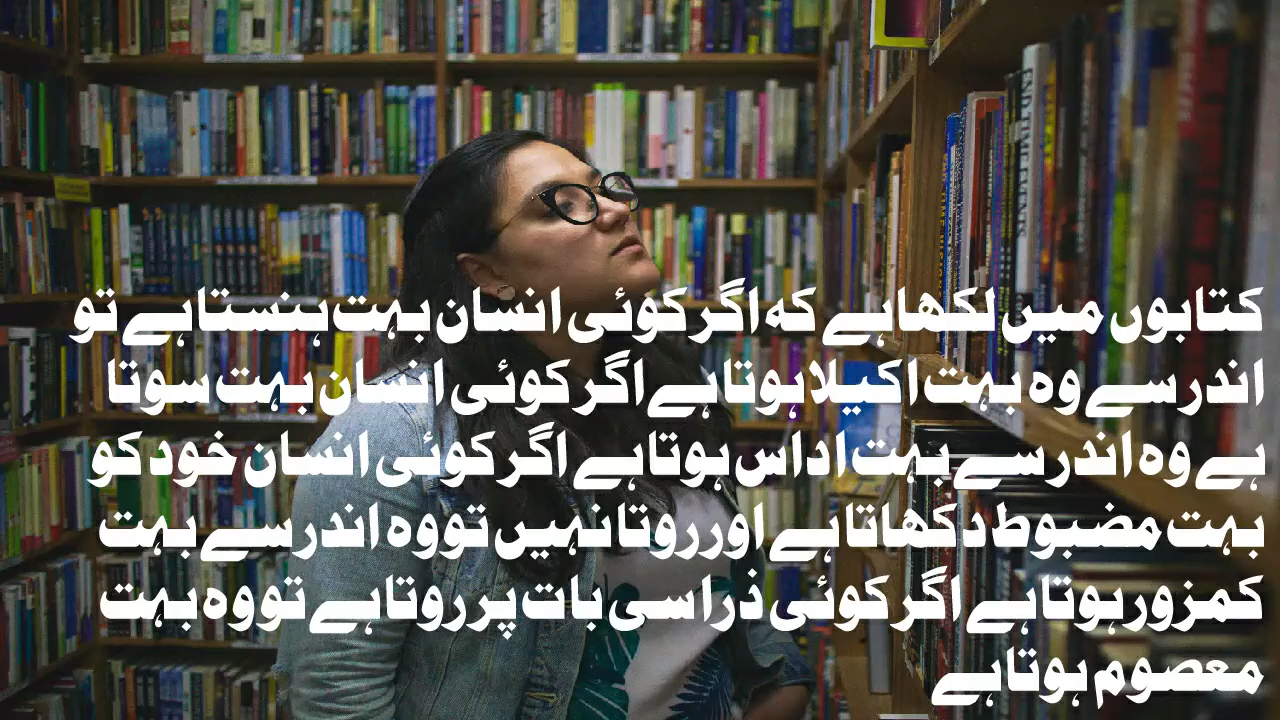 کتابوں میں لکھا ہے کہ اگر کوئی انسان بہت ہنستا ہے تو
اندر سے وہ بہت اکیلا ہوتا ہے اگر کوئی انسان بہت سوتا
ہے وہ اندر سے بہت اداس ہوتا ہے اگر کوئی انسان خود کو
بہت مضبوط دکھاتا ہے اور روتا نہیں تو وہ اندر سے بہت
کمزور ہوتا ہے اگر کوئی ذرا سی بات پر روتا ہے تو وہ بہت
معصوم ہوتا ہے
END TIME EVENTS